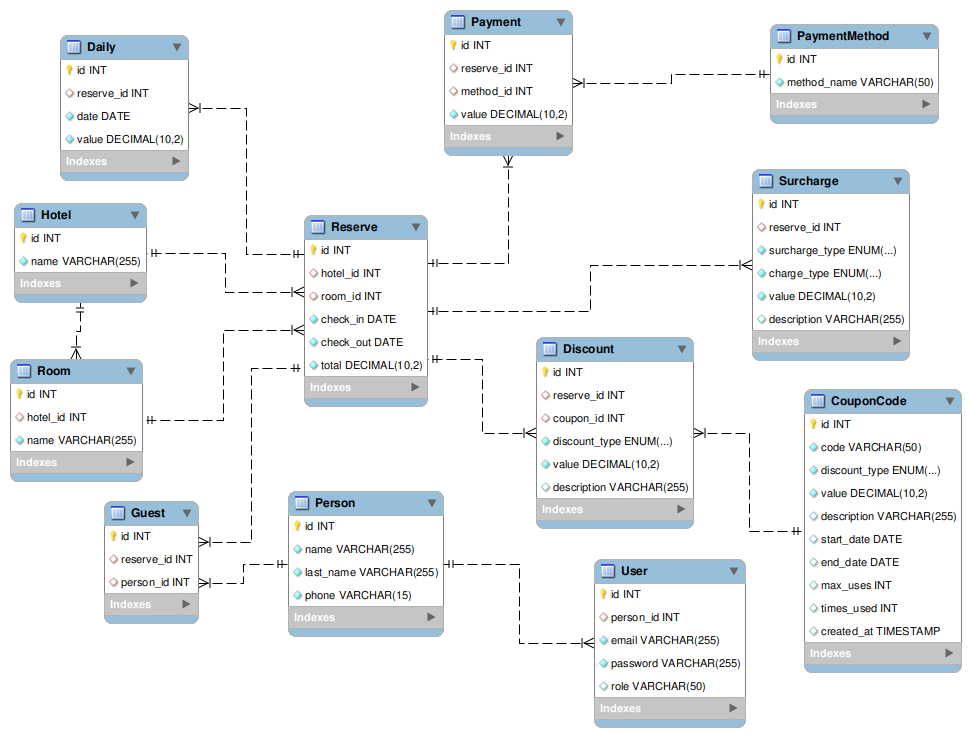 Daily
id INT
reserve_id INT
date DATE
value DECIMAL(10,2)
Indexes
Payment
id INT
reserve_id INT
method_id INT
value DECIMAL(10,2)
Indexes
PaymentMethod
id INT
method_name VARCHAR(50)
Indexes
Hotel
id INT
name VARCHAR(255)
Indexes
Reserve
id INT
hotel_id INT
room_id INT
check_in DATE
check_out DATE
total DECIMAL(10,2)
Indexes
Surcharge
id INT
reserve_id INT
surcharge_type ENUM(...)
charge_type ENUM(...)
value DECIMAL(10,2)
description VARCHAR(255)
Indexes
Room
id INT
hotel_id INT
name VARCHAR(255)
Indexes
Discount
id INT
reserve_id INT
coupon_id INT
discount_type ENUM(...)
value DECIMAL(10,2)
description VARCHAR(255)
Indexes
CouponCode
id INT
code VARCHAR(50)
discount_type ENUM(...)
value DECIMAL(10,2)
description VARCHAR(255)
start_date DATE
end_date DATE
max_uses INT
times_used INT
created_at TIMESTAMP
Indexes
Guest
id INT
reserve_id INT
person_id INT
Indexes
Person
id INT
name VARCHAR(255)
last_name VARCHAR(255)
phone VARCHAR(15)
Indexes
User
id INT
person_id INT
email VARCHAR(255)
password VARCHAR(255)
role VARCHAR(50)
Indexes